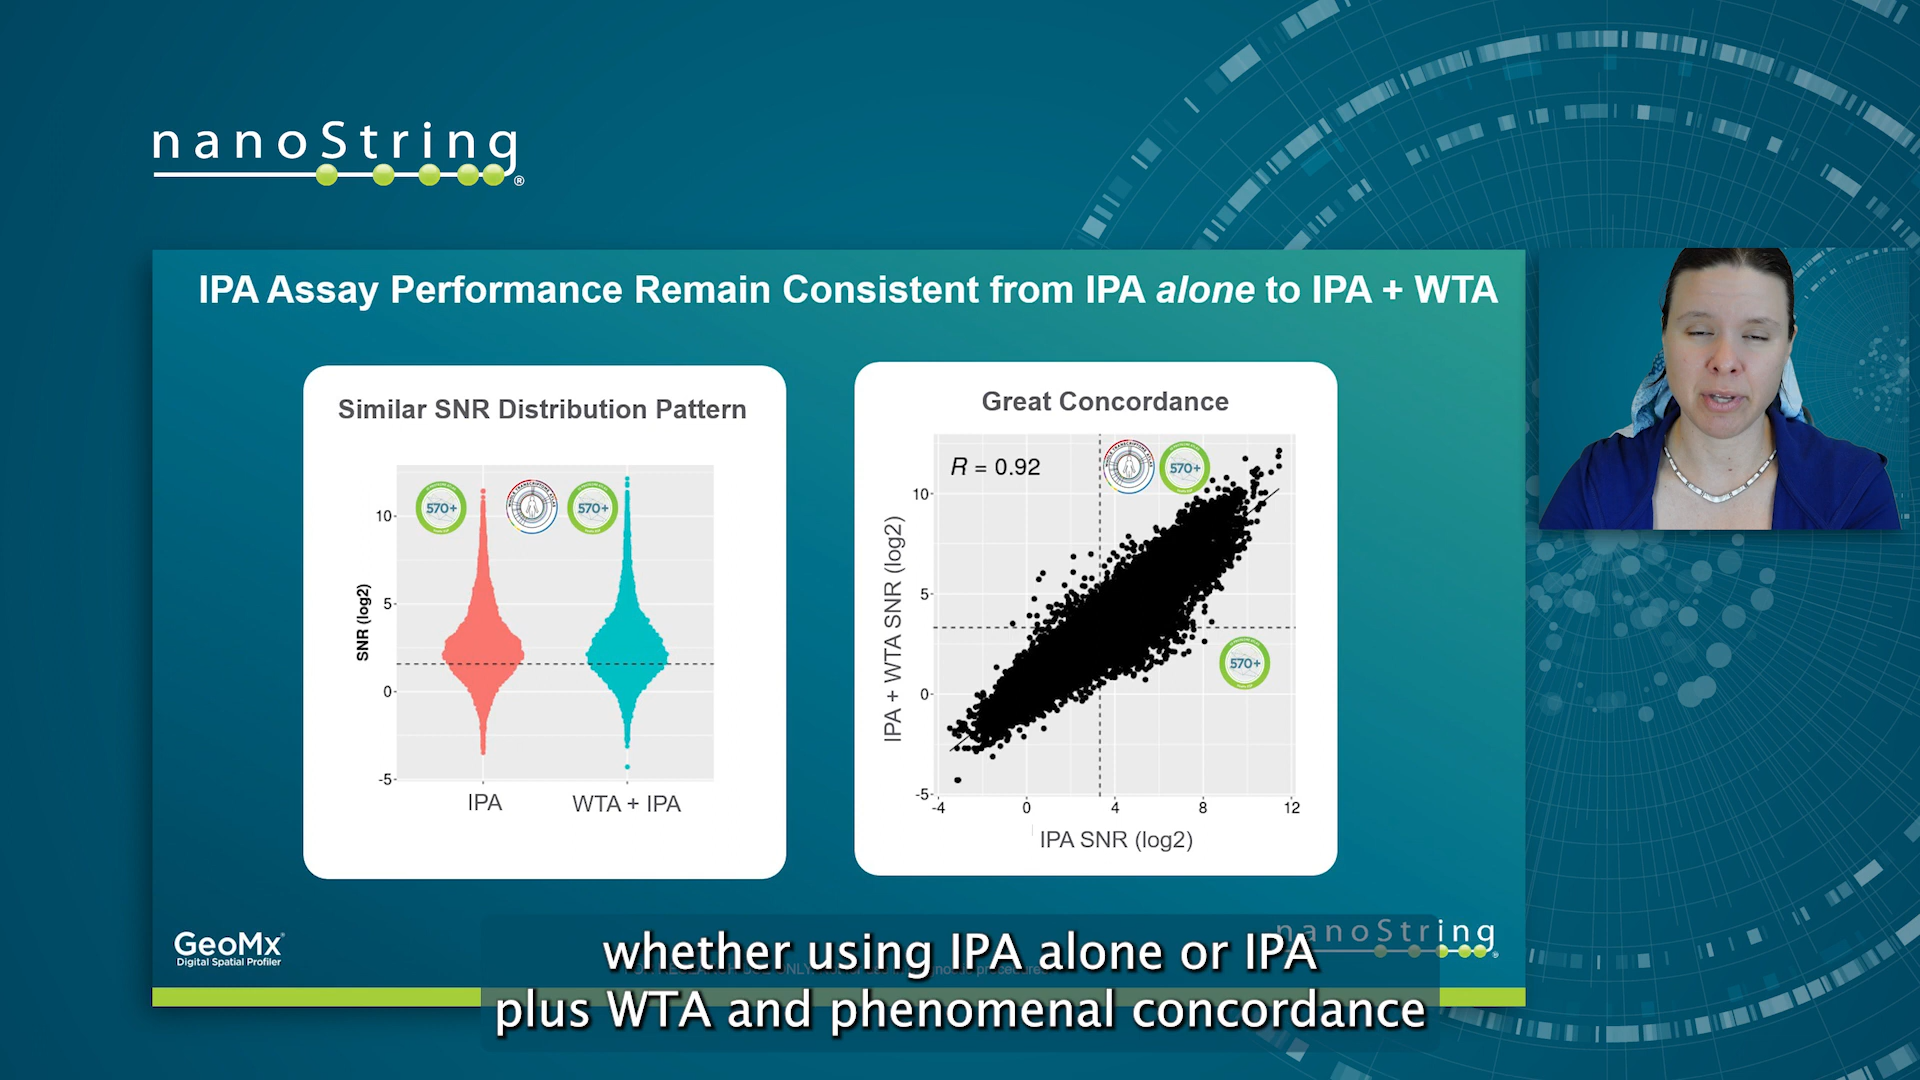 nanoString®
IPA Assay Performance Remain Consistent from IPA alone to IPA + WTA
Similar SNR Distribution Pattern
570+
570+
SNR (log2)
10
5
0
-5
IPA
WTA + IPA
Great Concordance
R = 0.92
570+
570+
IPA + WTA SNR (log2)
10
5
0
-5
-4
0
4
8
12
IPA SNR (log2)
GeoMx®
Digital Spatial Profiler
nanoString®
whether using IPA alone or IPA
plus WTA and phenomenal concordance